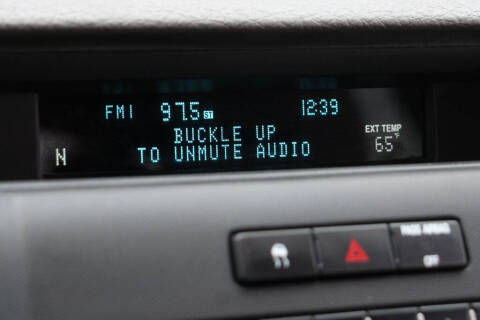 FM1 97.5 ST 12:39
BUCKLE UP
TO UNMUTE AUDIO
EXT TEMP
65°F
N
PASS AIRBAG
OFF